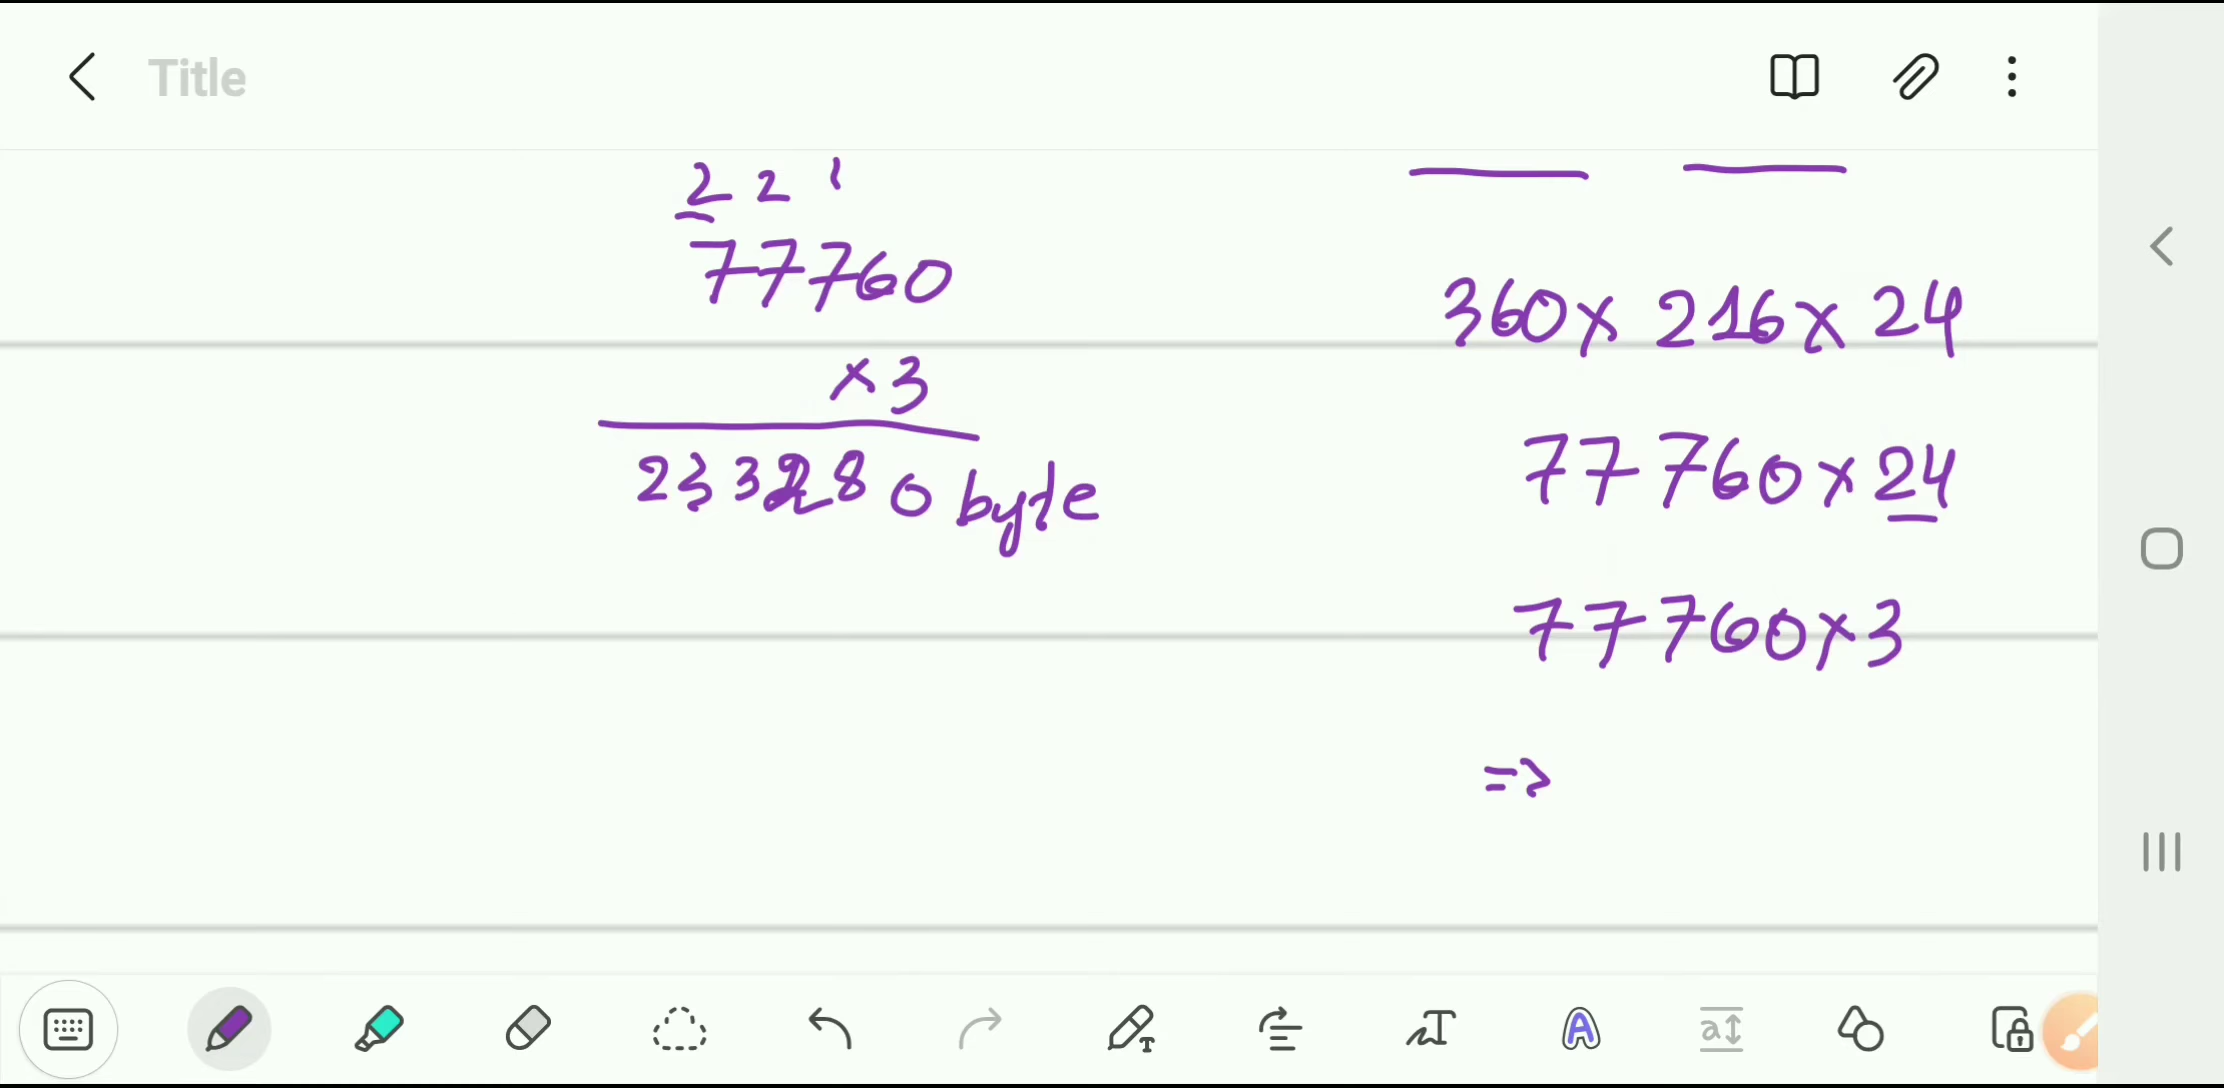 Title
2 2 1
77760
× 3
233280 byte
360 × 216 × 24
77760 × 24
77760 × 3
=>